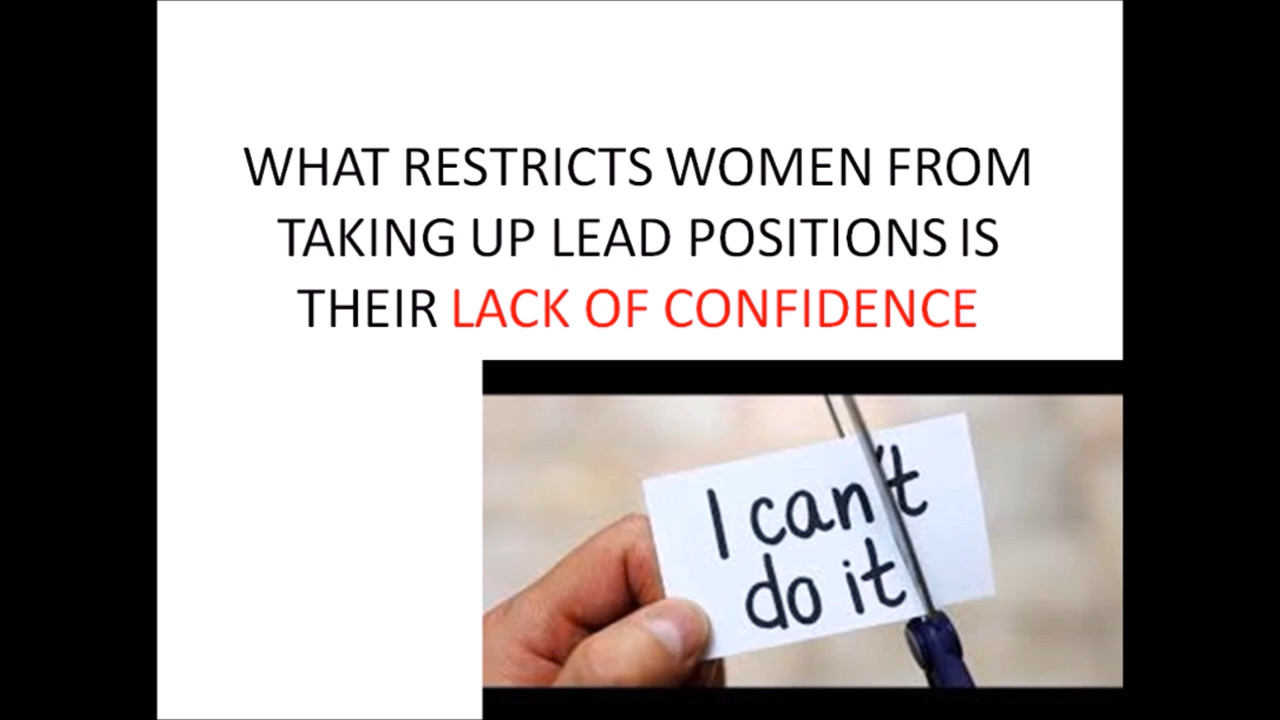 WHAT RESTRICTS WOMEN FROM
TAKING UP LEAD POSITIONS IS
THEIR LACK OF CONFIDENCE
I can't
do it